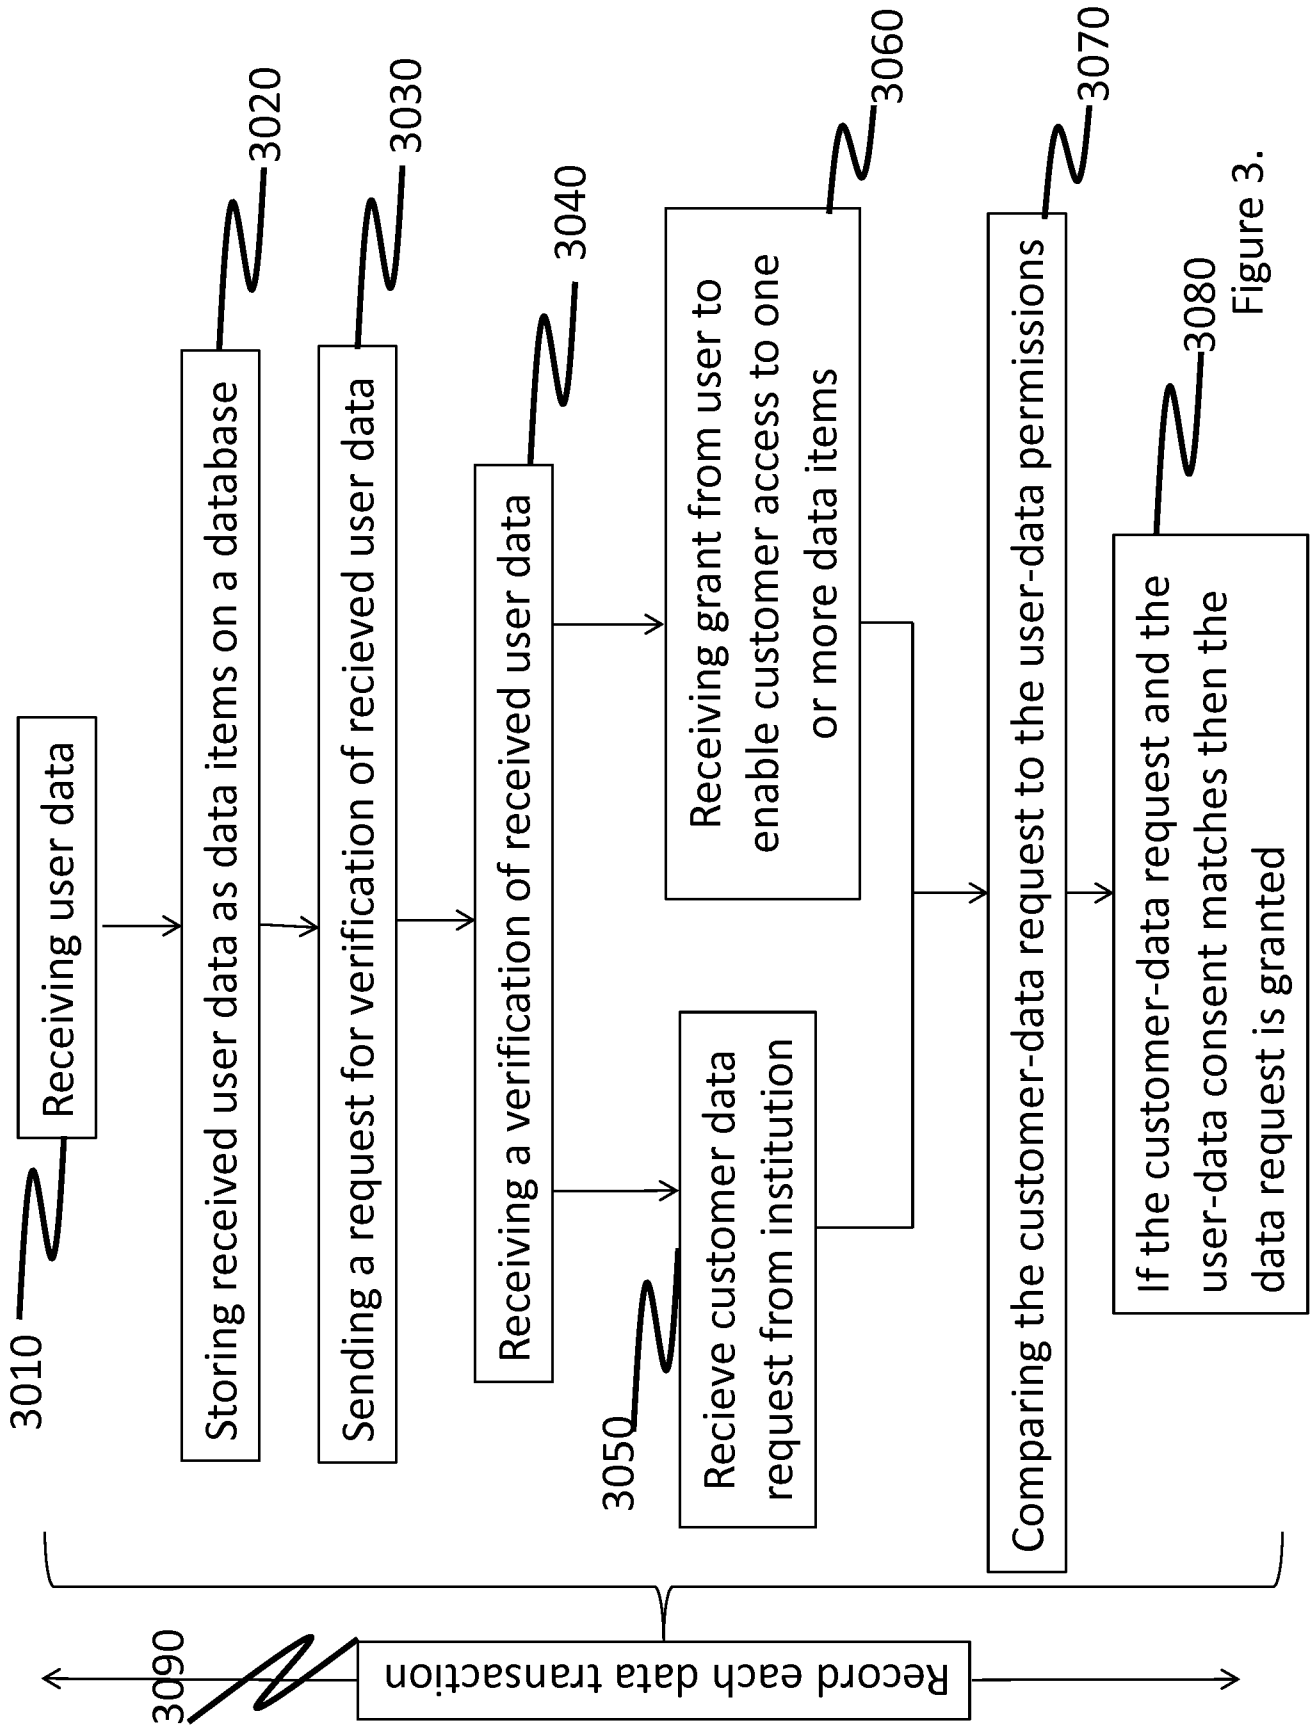 3010
Receiving user data
Storing received user data as data items on a database
3020
Sending a request for verification of recieved user data
3030
Receiving a verification of received user data
3040
3050
Recieve customer data
request from institution
Receiving grant from user to
enable customer access to one
or more data items
3060
Comparing the customer-data request to the user-data permissions
3070
If the customer-data request and the
user-data consent matches then the
data request is granted
3080
3090
Record each data transaction
Figure 3.